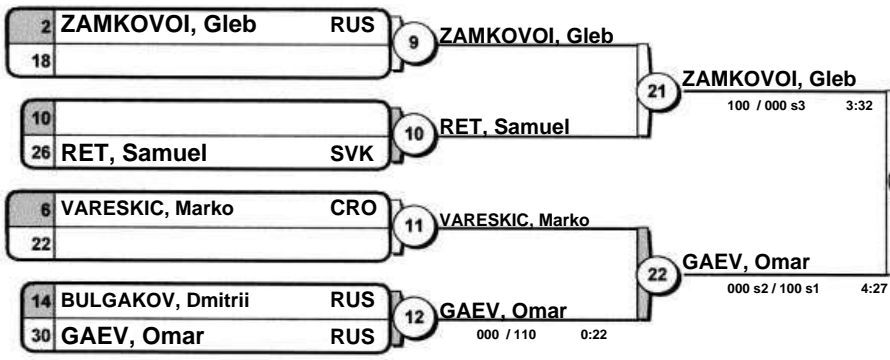 2 ZAMKOVOI, Gleb RUS
18
9
ZAMKOVOI, Gleb
10
26 RET, Samuel SVK
10
RET, Samuel
21
ZAMKOVOI, Gleb
100 / 000 s3 3:32
6 VARESKIC, Marko CRO
22
11
VARESKIC, Marko
14 BULGAKOV, Dmitrii RUS
30 GAEV, Omar RUS
12
GAEV, Omar
000 / 110 0:22
22
GAEV, Omar
000 s2 / 100 s1 4:27